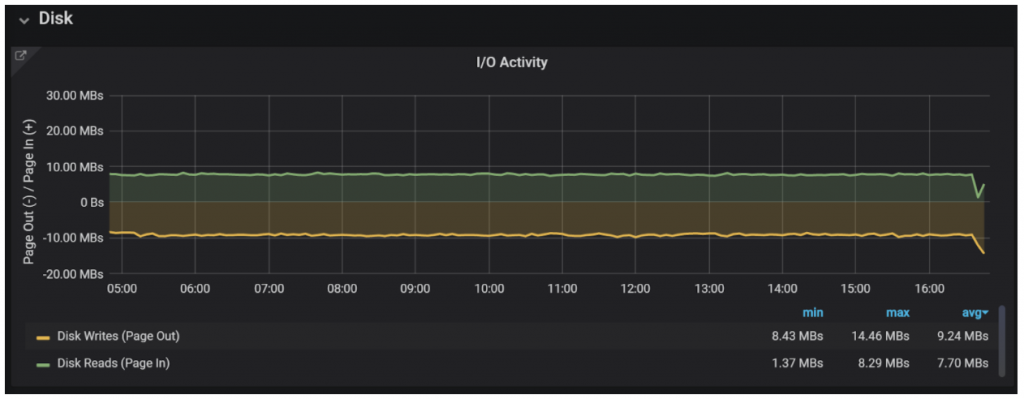 Disk
I/O Activity
Page Out (-) / Page In (+)
30.00 MBs
20.00 MBs
10.00 MBs
0 Bs
-10.00 MBs
-20.00 MBs
05:00 06:00 07:00 08:00 09:00 10:00 11:00 12:00 13:00 14:00 15:00 16:00
min max avg
Disk Writes (Page Out) 8.43 MBs 14.46 MBs 9.24 MBs
Disk Reads (Page In) 1.37 MBs 8.29 MBs 7.70 MBs